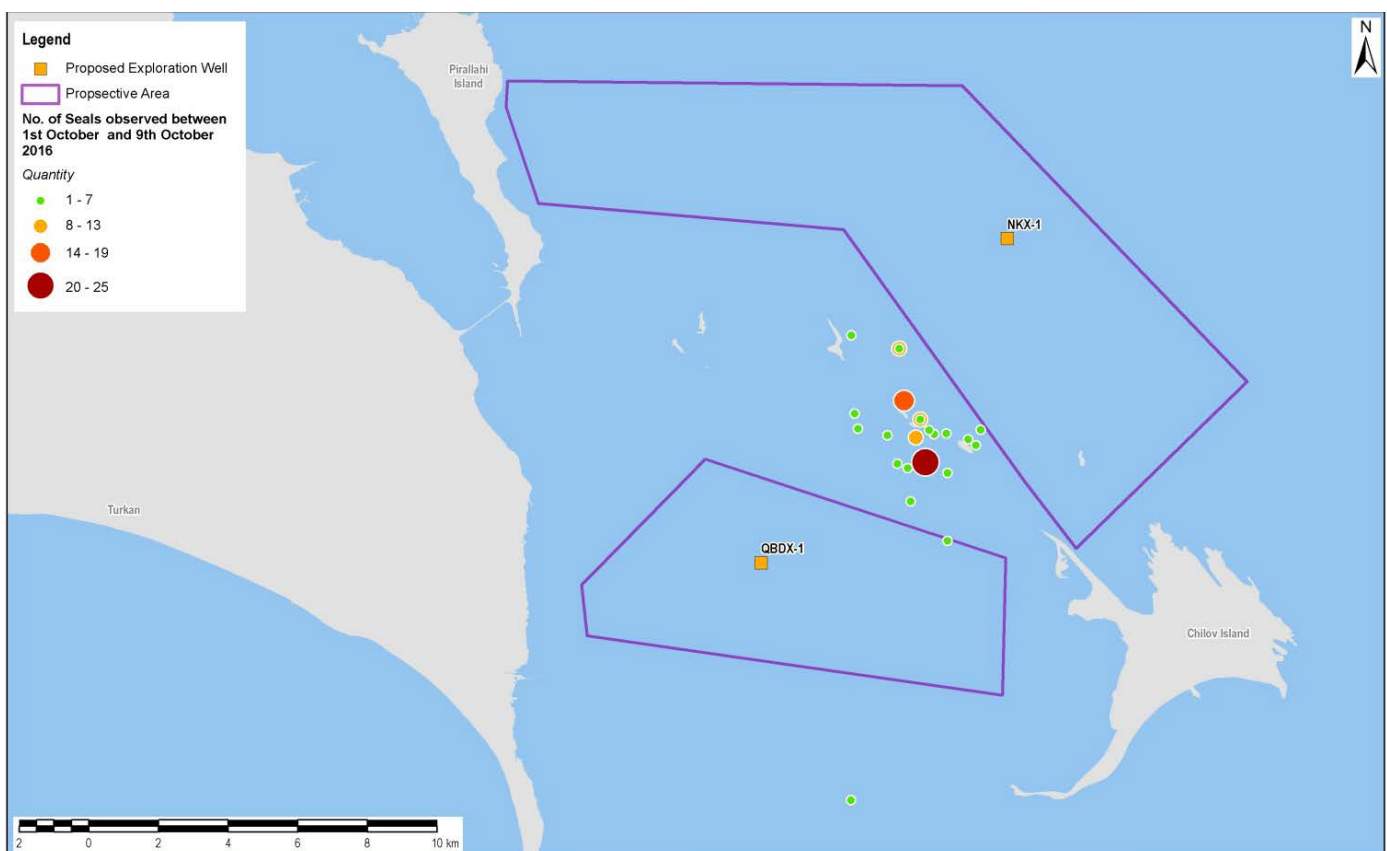 Legend
Proposed Exploration Well
Propsective Area
No. of Seals observed between
1st October and 9th October
2016
Quantity
1 - 7
8 - 13
14 - 19
20 - 25
Pirallahi
Island
N
NKX-1
Turkan
QBDX-1
Chilov Island
2 0 2 4 6 8 10 km